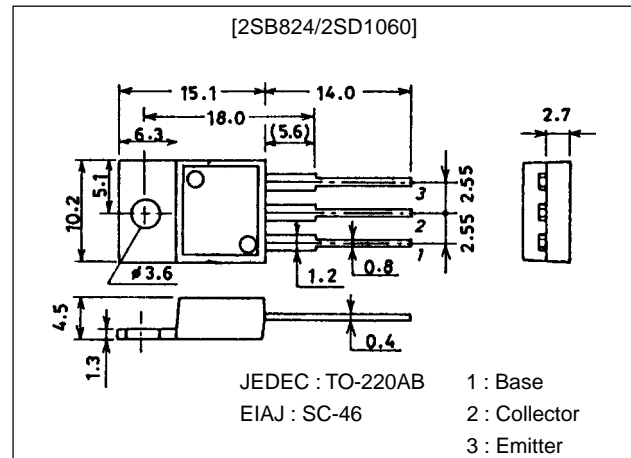 [2SB824/2SD1060]
15.1
14.0
18.0
2.7
6.3
(5.6)
10.2
5.1
3
2
1
2.55
2.55
ø3.6
1.2
0.8
4.5
1.3
0.4
JEDEC : TO-220AB
1 : Base
EIAJ : SC-46
2 : Collector
3 : Emitter